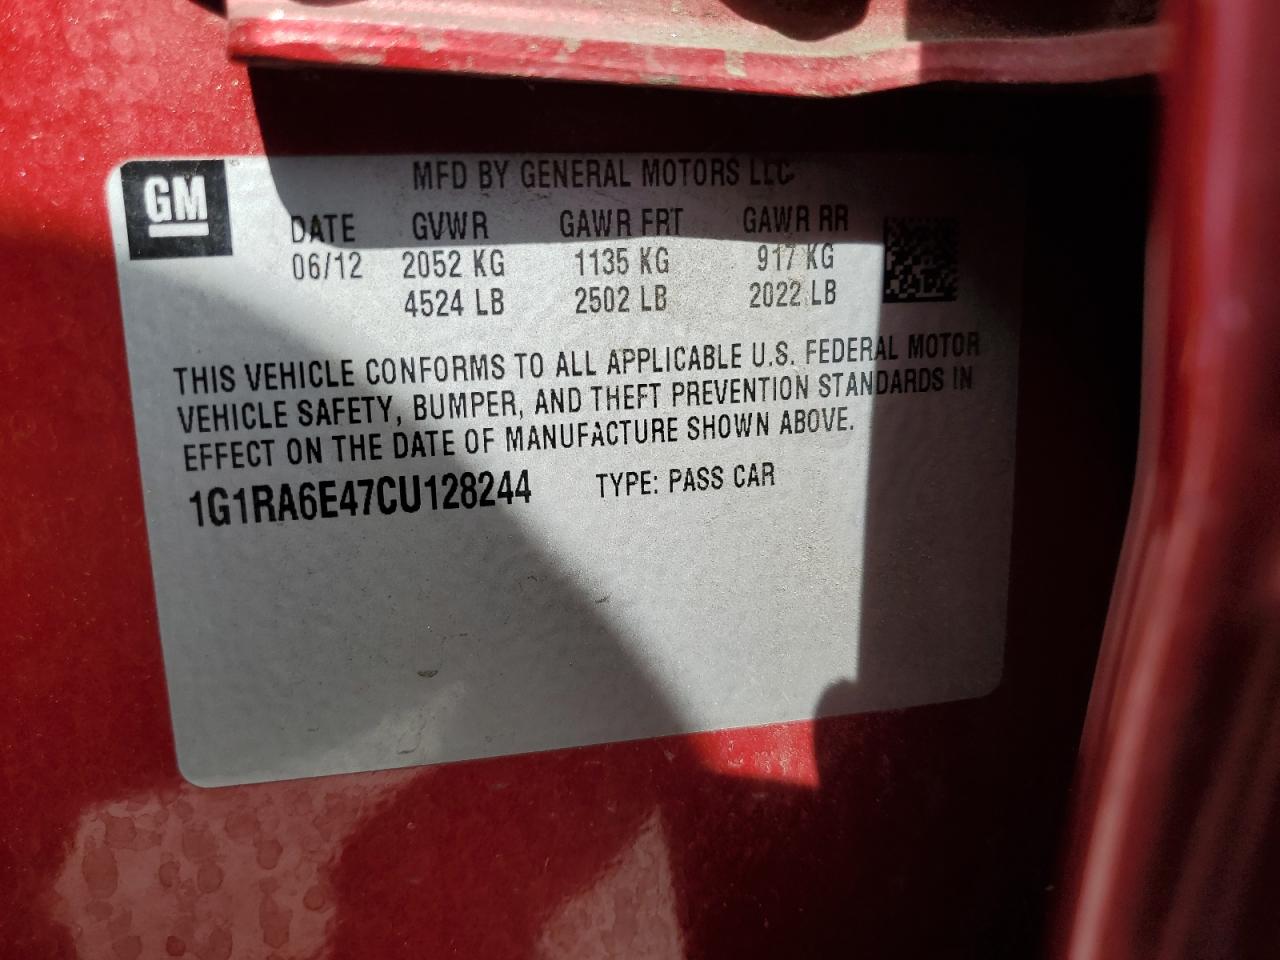 GM
MFD BY GENERAL MOTORS LLC
DATE GVWR GAWR FRT GAWR RR
06/12 2052 KG 1135 KG 917 KG
4524 LB 2502 LB 2022 LB
THIS VEHICLE CONFORMS TO ALL APPLICABLE U.S. FEDERAL MOTOR
VEHICLE SAFETY, BUMPER, AND THEFT PREVENTION STANDARDS IN
EFFECT ON THE DATE OF MANUFACTURE SHOWN ABOVE.
1G1RA6E47CU128244 TYPE: PASS CAR